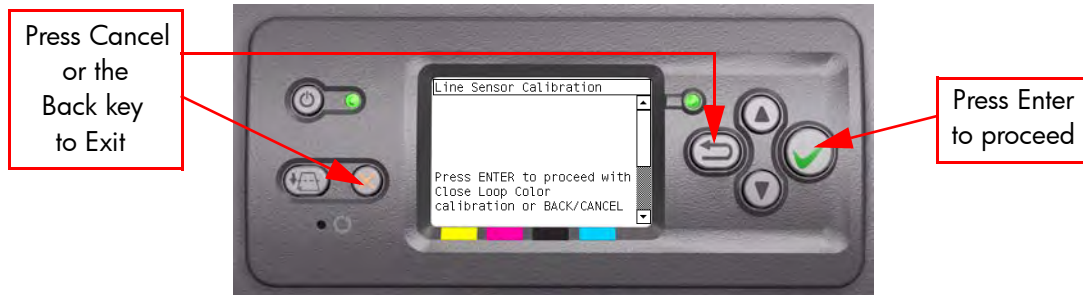 Press Cancel
or the
Back key
to Exit
Line Sensor Calibration
Press ENTER to proceed with
Close Loop Color
calibration or BACK/CANCEL
Press Enter
to proceed